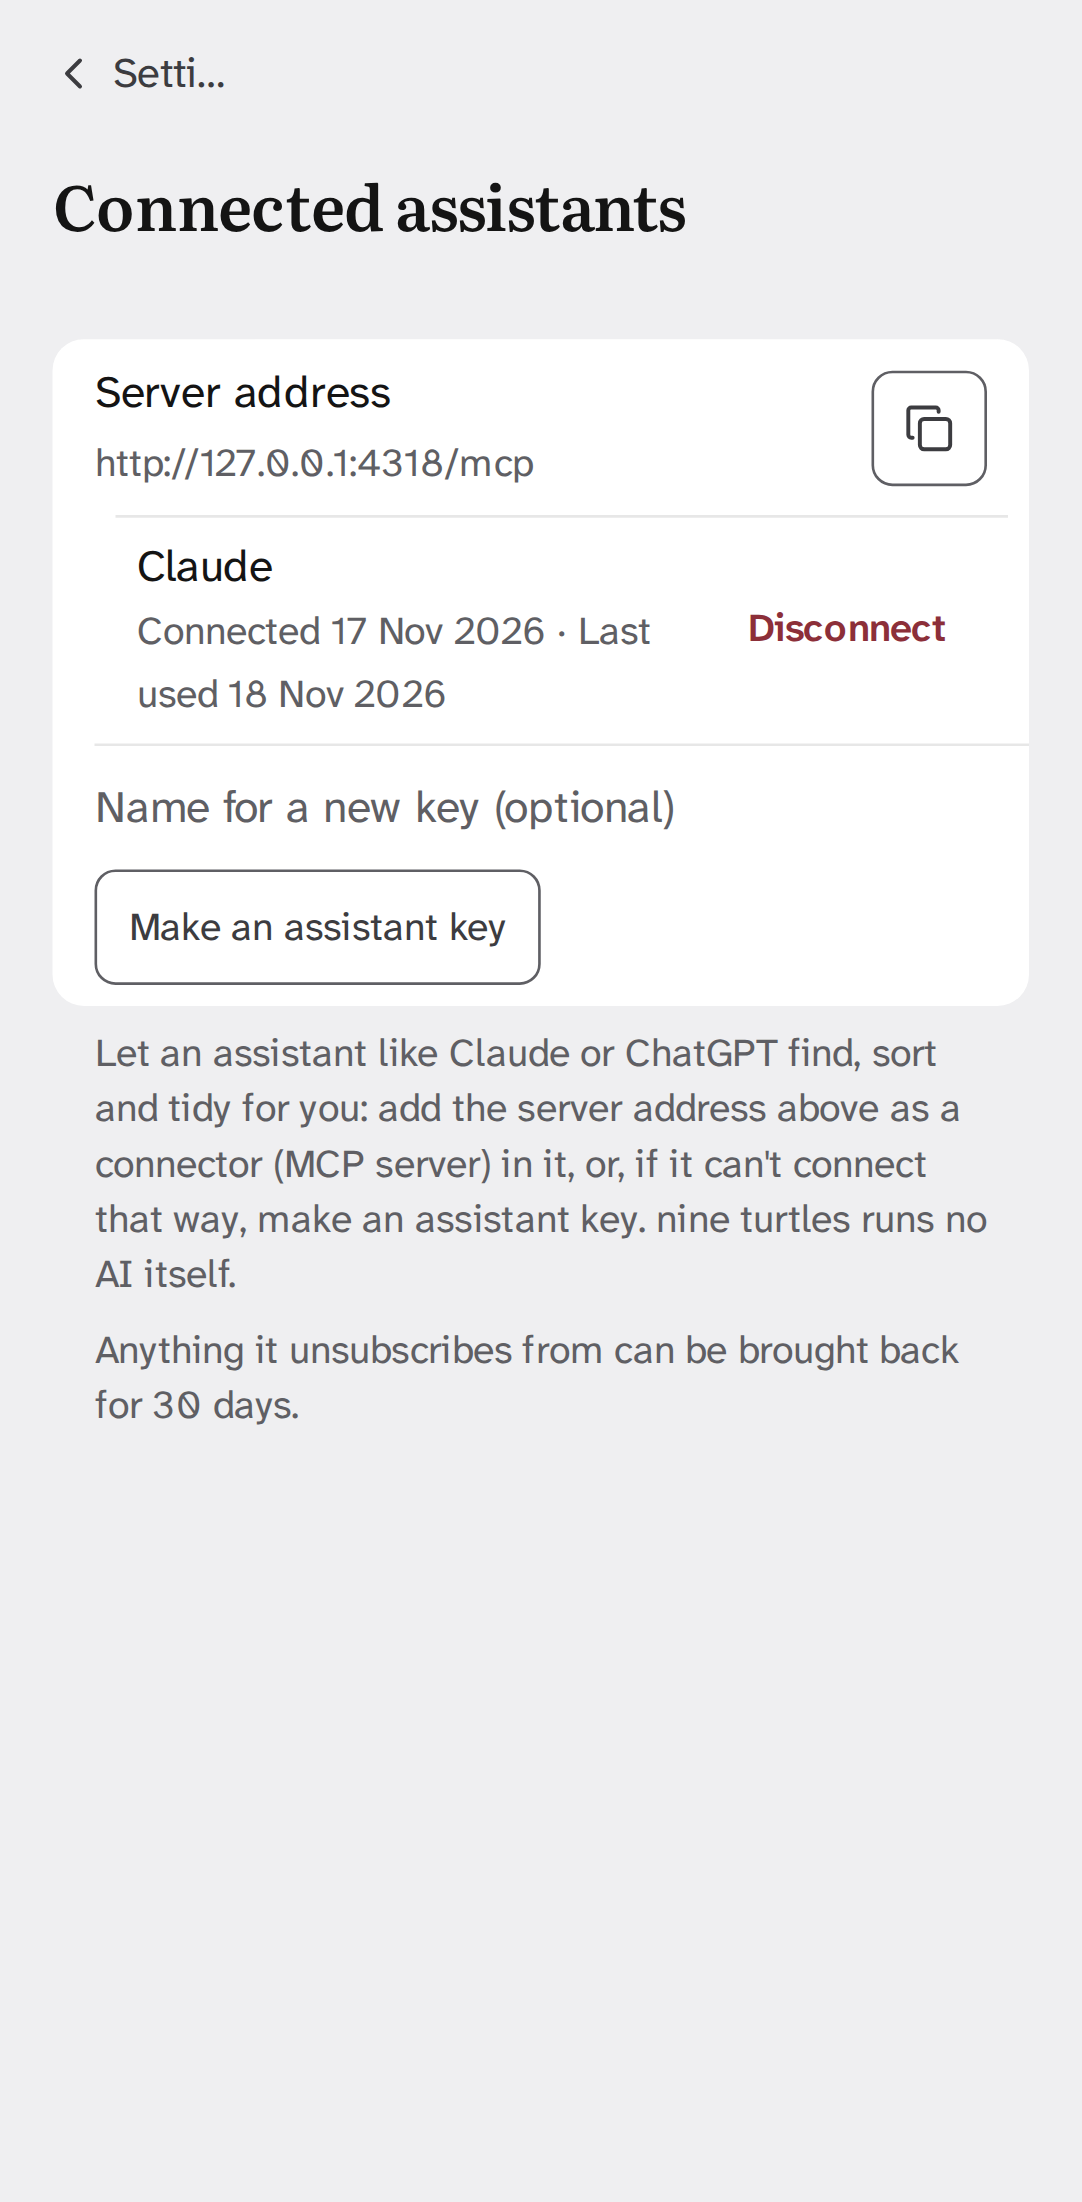 Setti...
Connected assistants
Server address
http://127.0.0.1:4318/mcp
Claude
Connected 17 Nov 2026 · Last
used 18 Nov 2026
Disconnect
Name for a new key (optional)
Make an assistant key
Let an assistant like Claude or ChatGPT find, sort
and tidy for you: add the server address above as a
connector (MCP server) in it, or, if it can't connect
that way, make an assistant key. nine turtles runs no
AI itself.
Anything it unsubscribes from can be brought back
for 30 days.